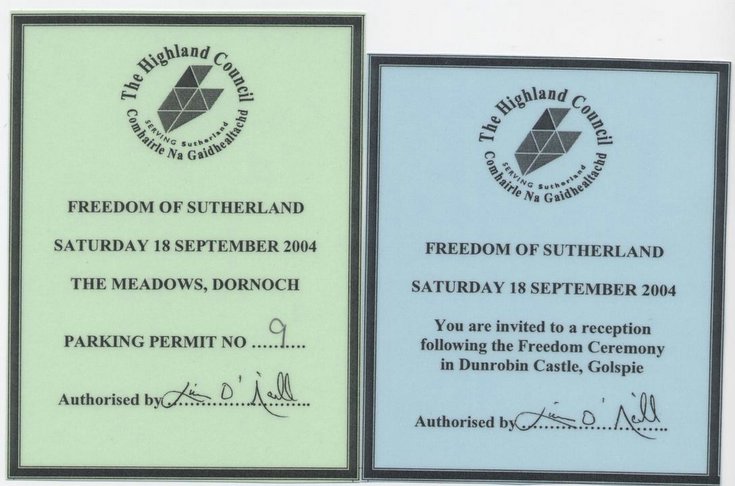 The Highland Council
SERVING Sutherland
Comhairle Na Gaidhealtachd
FREEDOM OF SUTHERLAND
SATURDAY 18 SEPTEMBER 2004
THE MEADOWS, DORNOCH
PARKING PERMIT NO ...9...
Authorised by O'Neill
The Highland Council
SERVING Sutherland
Comhairle Na Gaidhealtachd
FREEDOM OF SUTHERLAND
SATURDAY 18 SEPTEMBER 2004
You are invited to a reception
following the Freedom Ceremony
in Dunrobin Castle, Golspie
Authorised by O'Neill